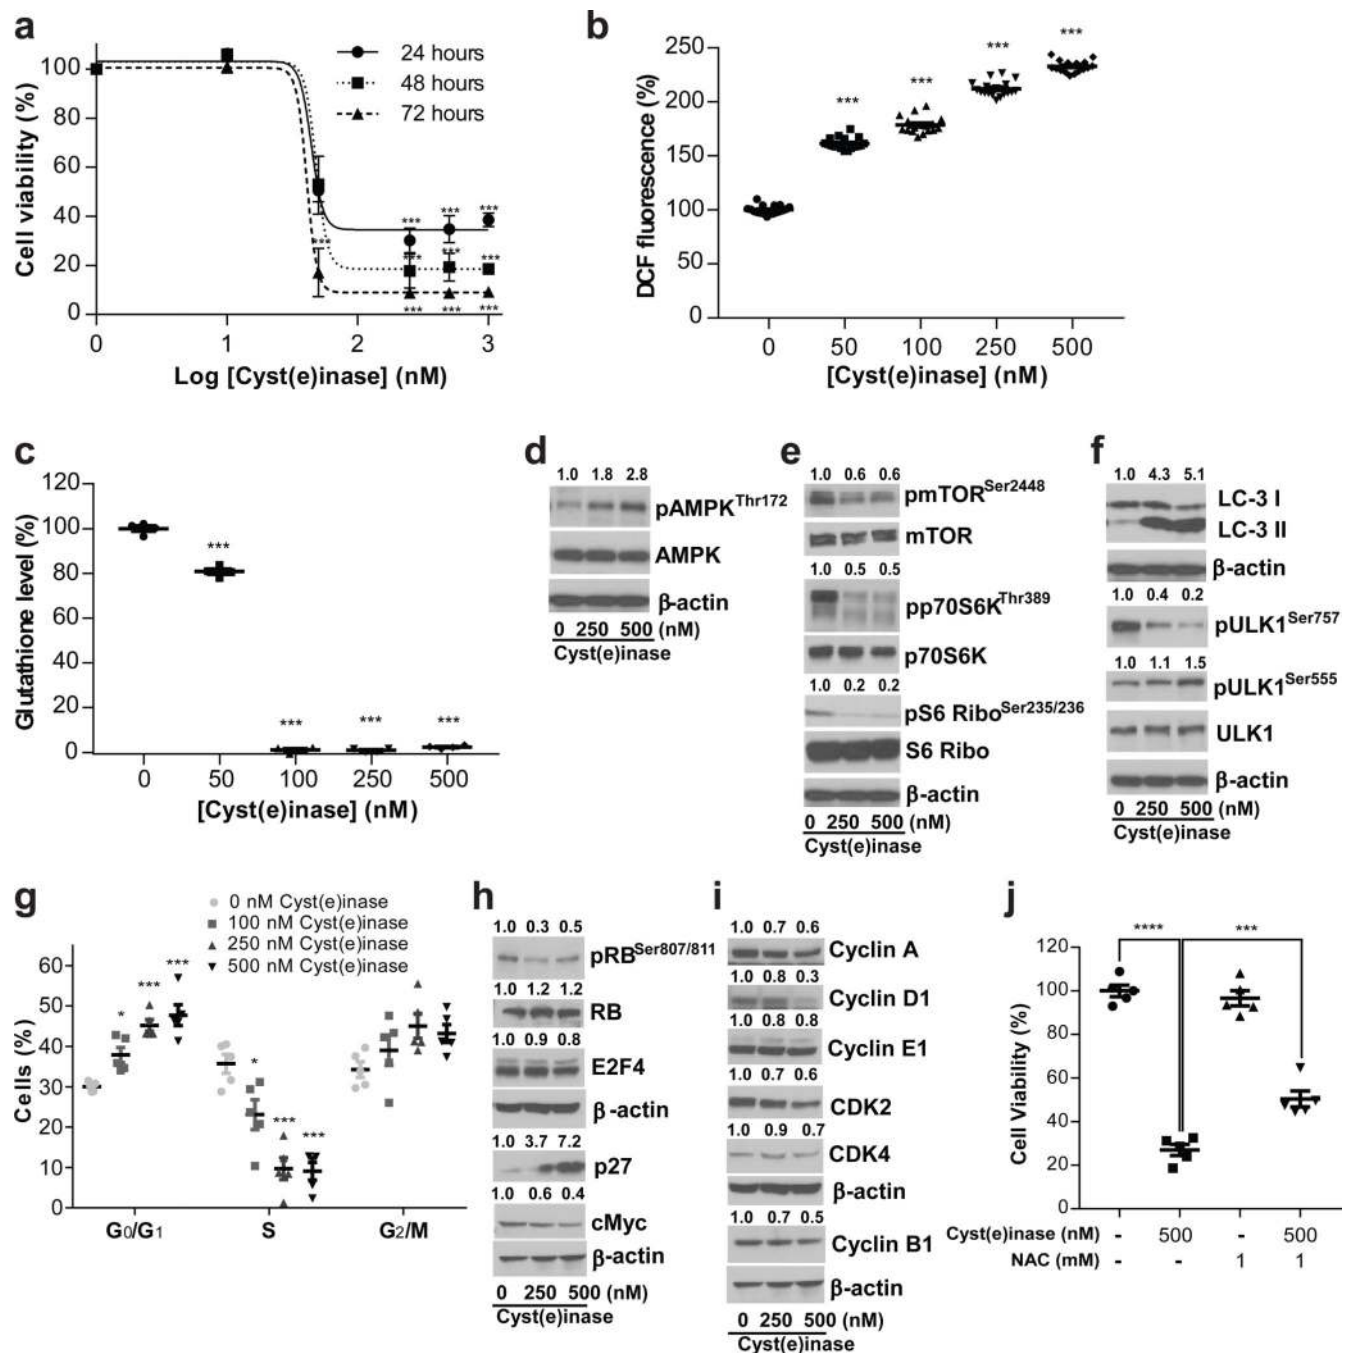 a
24 hours
48 hours
72 hours
Cell viability (%)
100
80
60
40
20
0
***
*** *** ***
*** *** ***
*** *** ***
0 1 2 3
Log [Cyst(e)inase] (nM)
b
DCF fluorescence (%)
250
200
150
100
50
0
*** *** *** ***
0 50 100 250 500
[Cyst(e)inase] (nM)
c
Glutathione level (%)
120
100
80
60
40
20
0
*** *** *** ***
0 50 100 250 500
[Cyst(e)inase] (nM)
d
1.0 1.8 2.8
pAMPKThr172
AMPK
β-actin
0 250 500 (nM)
Cyst(e)inase
e
1.0 0.6 0.6
pmTORSer2448
mTOR
1.0 0.5 0.5
pp70S6KThr389
p70S6K
1.0 0.2 0.2
pS6 RiboSer235/236
S6 Ribo
β-actin
0 250 500 (nM)
Cyst(e)inase
f
1.0 4.3 5.1
LC-3 I
LC-3 II
β-actin
1.0 0.4 0.2
pULK1Ser757
1.0 1.1 1.5
pULK1Ser555
ULK1
β-actin
0 250 500 (nM)
Cyst(e)inase
g
0 nM Cyst(e)inase
100 nM Cyst(e)inase
250 nM Cyst(e)inase
500 nM Cyst(e)inase
Cells (%)
60
50
40
30
20
10
0
* *** ***
* *** ***
G0/G1 S G2/M
h
1.0 0.3 0.5
pRBSer807/811
1.0 1.2 1.2
RB
1.0 0.9 0.8
E2F4
β-actin
1.0 3.7 7.2
p27
1.0 0.6 0.4
cMyc
β-actin
0 250 500 (nM)
Cyst(e)inase
i
1.0 0.7 0.6
Cyclin A
1.0 0.8 0.3
Cyclin D1
1.0 0.8 0.8
Cyclin E1
1.0 0.7 0.6
CDK2
1.0 0.9 0.7
CDK4
β-actin
1.0 0.7 0.5
Cyclin B1
β-actin
0 250 500 (nM)
Cyst(e)inase
j
**** ***
Cell Viability (%)
120
100
80
60
40
20
0
Cyst(e)inase (nM) - 500 - 500
NAC (mM) - - 1 1